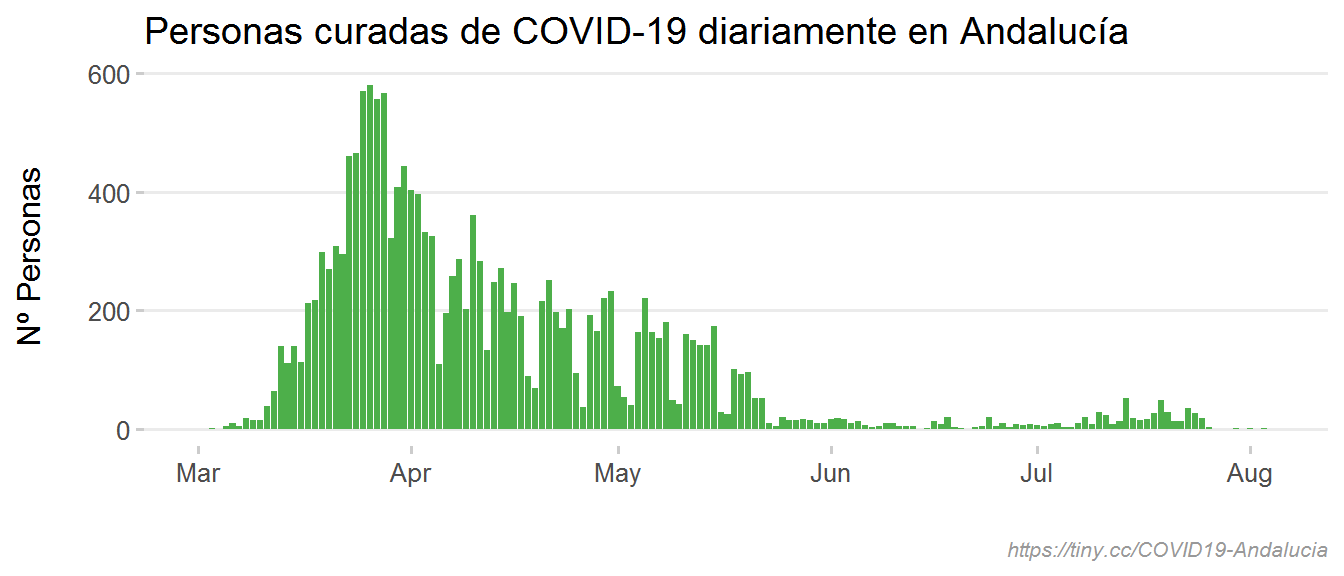 Personas curadas de COVID-19 diariamente en Andalucía
Nº Personas
600
400
200
0
Mar Apr May Jun Jul Aug
https://tiny.cc/COVID19-Andalucia